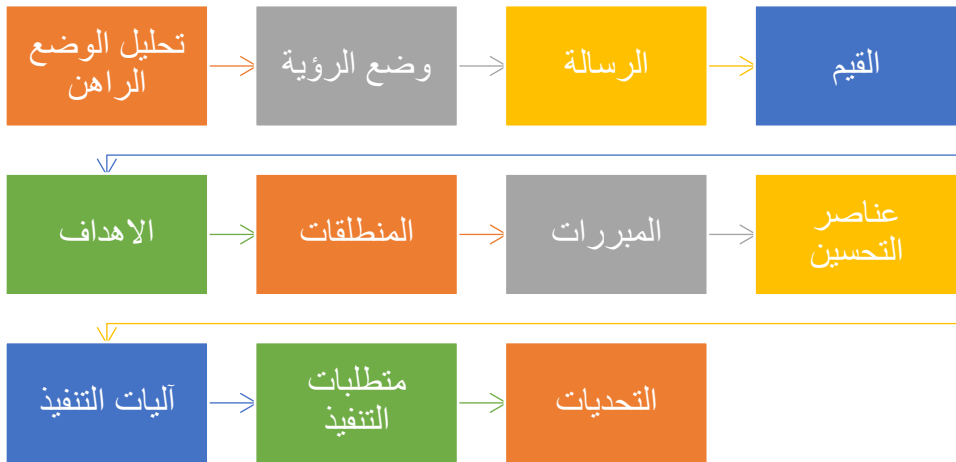 تحليل الوضع
الراهن
وضع الرؤية
الرسالة
القيم
الاهداف
المنطلقات
المبررات
عناصر
التحسين
آليات التنفيذ
متطلبات
التنفيذ
التحديات